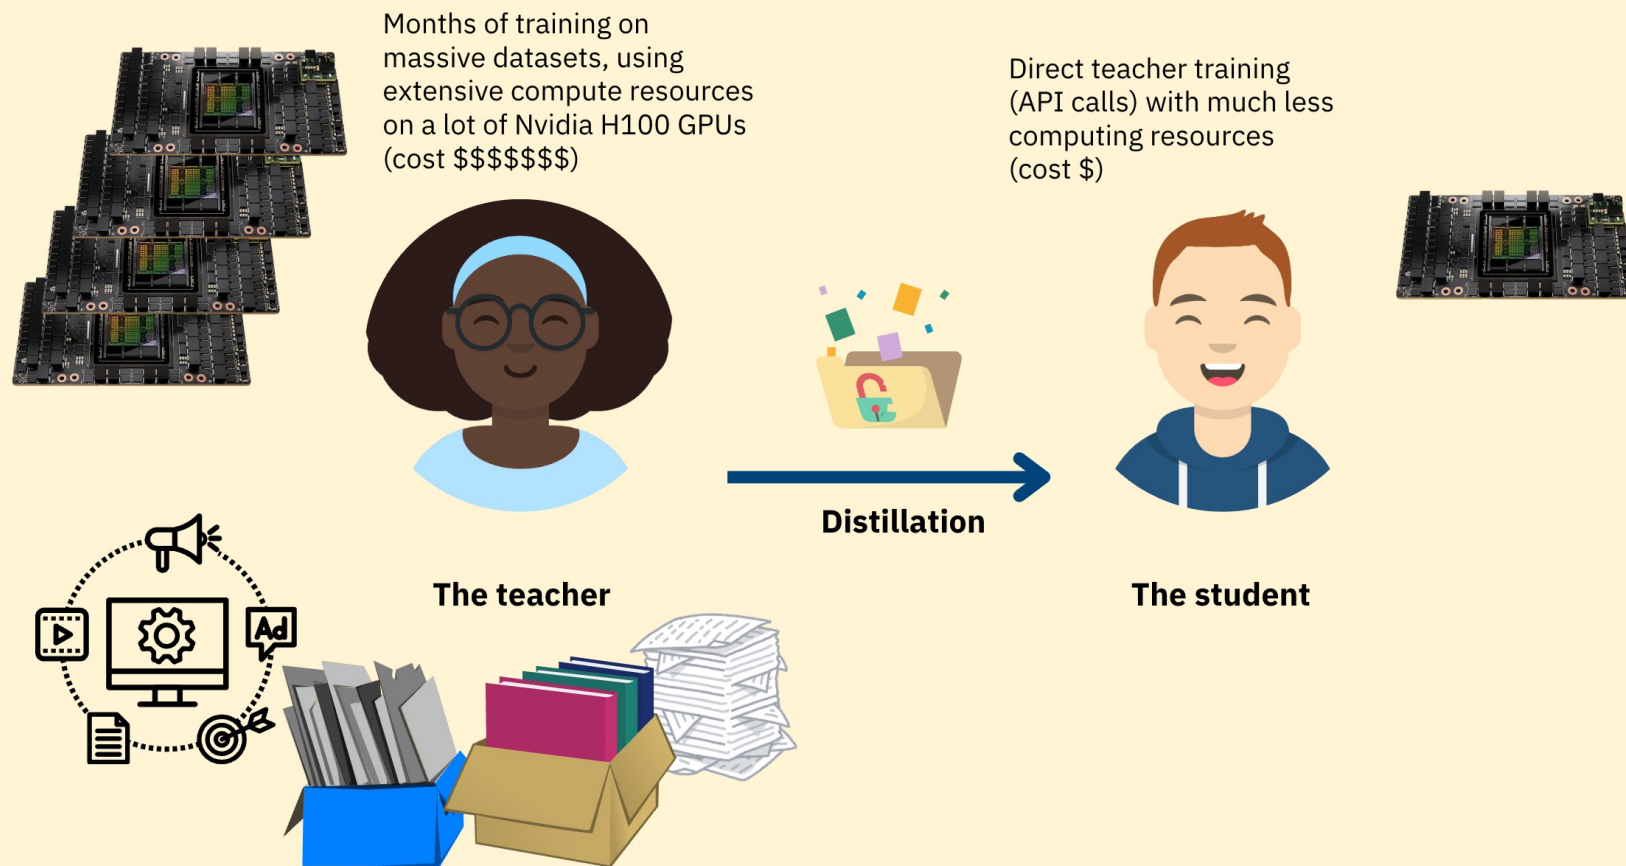 Months of training on
massive datasets, using
extensive compute resources
on a lot of Nvidia H100 GPUs
(cost $$$$$$$)
Direct teacher training
(API calls) with much less
computing resources
(cost $)
Distillation
The teacher
The student
Ad